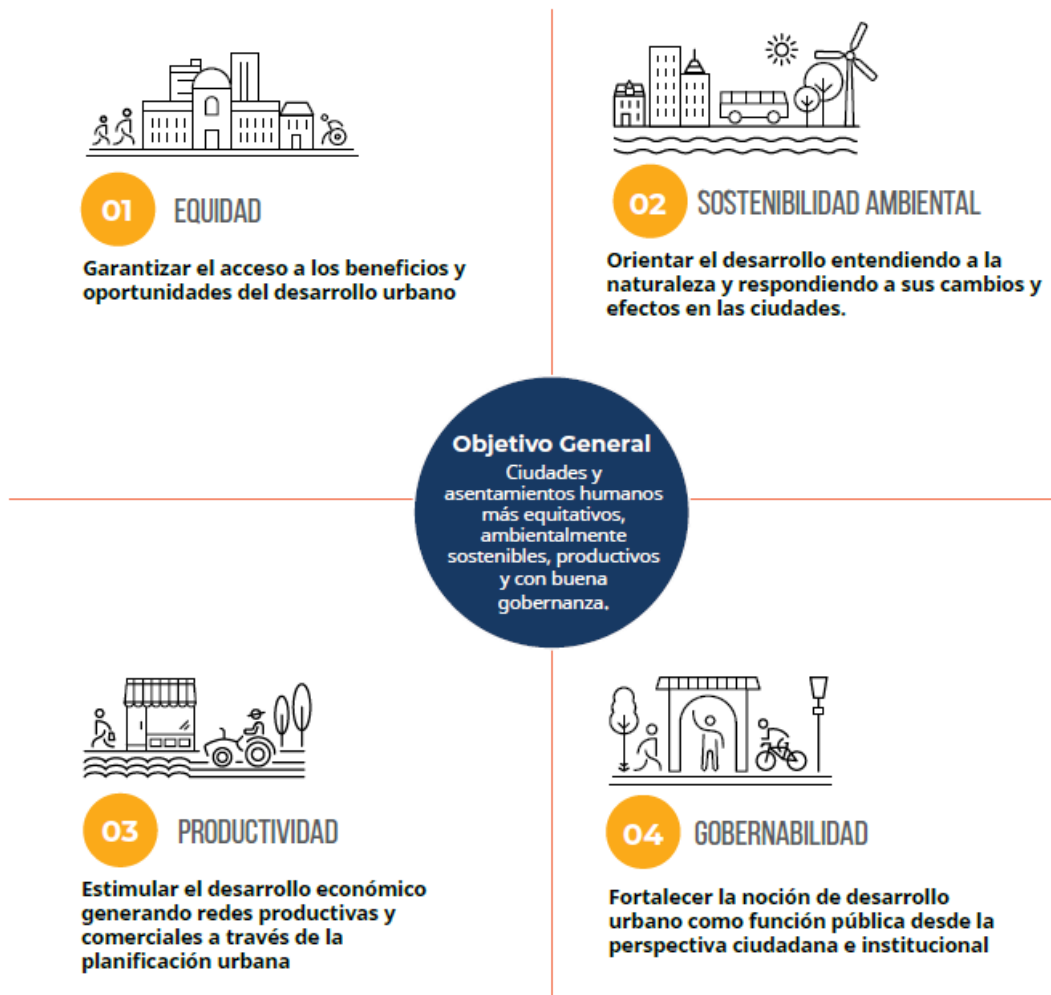 01 EQUIDAD
Garantizar el acceso a los beneficios y
oportunidades del desarrollo urbano
02 SOSTENIBILIDAD AMBIENTAL
Orientar el desarrollo entendiendo a la
naturaleza y respondiendo a sus cambios y
efectos en las ciudades.
Objetivo General
Ciudades y
asentamientos humanos
más equitativos,
ambientalmente
sostenibles, productivos
y con buena
gobernanza.
03 PRODUCTIVIDAD
Estimular el desarrollo económico
generando redes productivas y
comerciales a través de la
planificación urbana
04 GOBERNABILIDAD
Fortalecer la noción de desarrollo
urbano como función pública desde la
perspectiva ciudadana e institucional